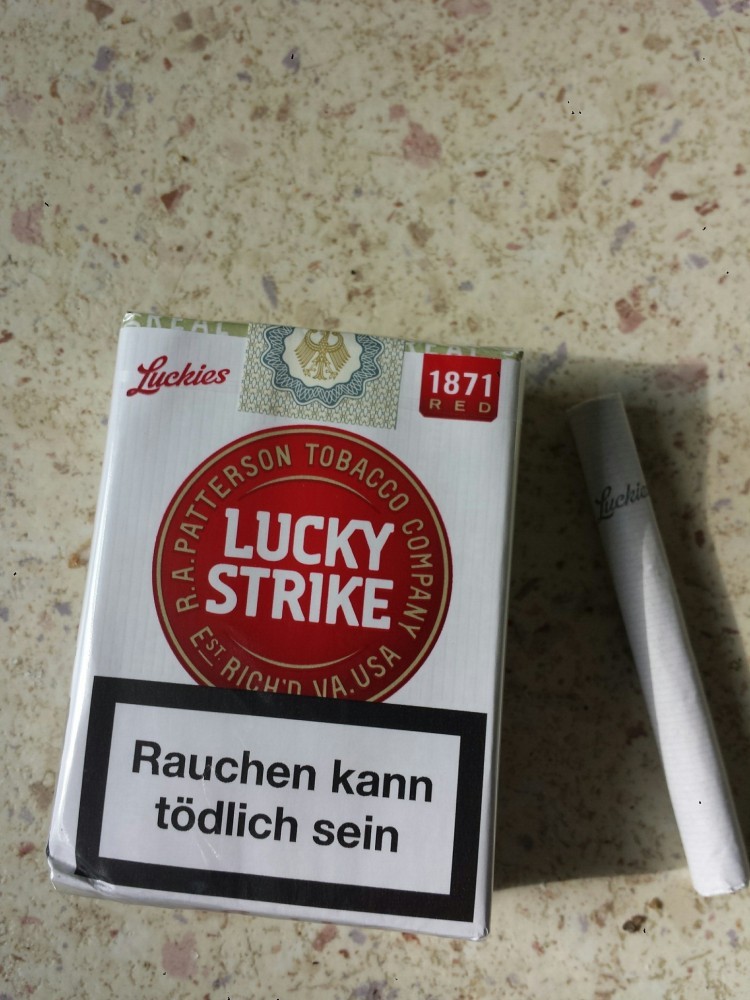 Luckies
1871
RED
R.A.PATTERSON TOBACCO COMPANY
LUCKY
STRIKE
EST. RICH'D VA. USA
Rauchen kann
tödlich sein
Luckies